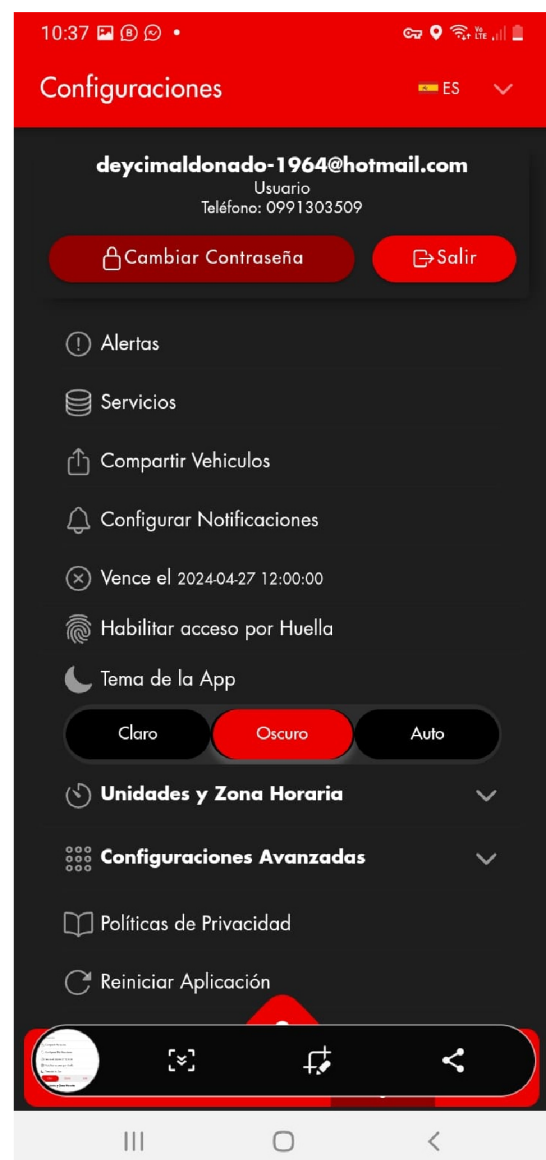 10:37
Vo
LTE
Configuraciones
ES
deycimaldonado-1964@hotmail.com
Usuario
Teléfono: 0991303509
Cambiar Contraseña
Salir
Alertas
Servicios
Compartir Vehiculos
Configurar Notificaciones
Vence el 2024-04-27 12:00:00
Habilitar acceso por Huella
Tema de la App
Claro Oscuro Auto
Unidades y Zona Horaria
Configuraciones Avanzadas
Políticas de Privacidad
Reiniciar Aplicación